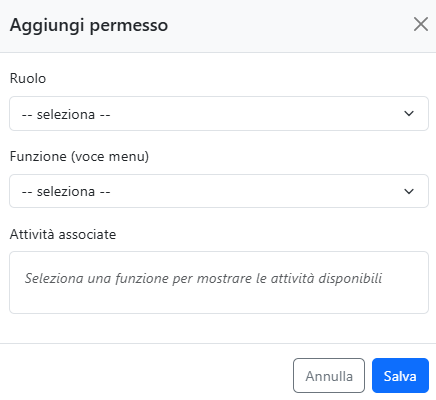 Aggiungi permesso
Ruolo
-- seleziona --
Funzione (voce menu)
-- seleziona --
Attività associate
Seleziona una funzione per mostrare le attività disponibili
Annulla
Salva